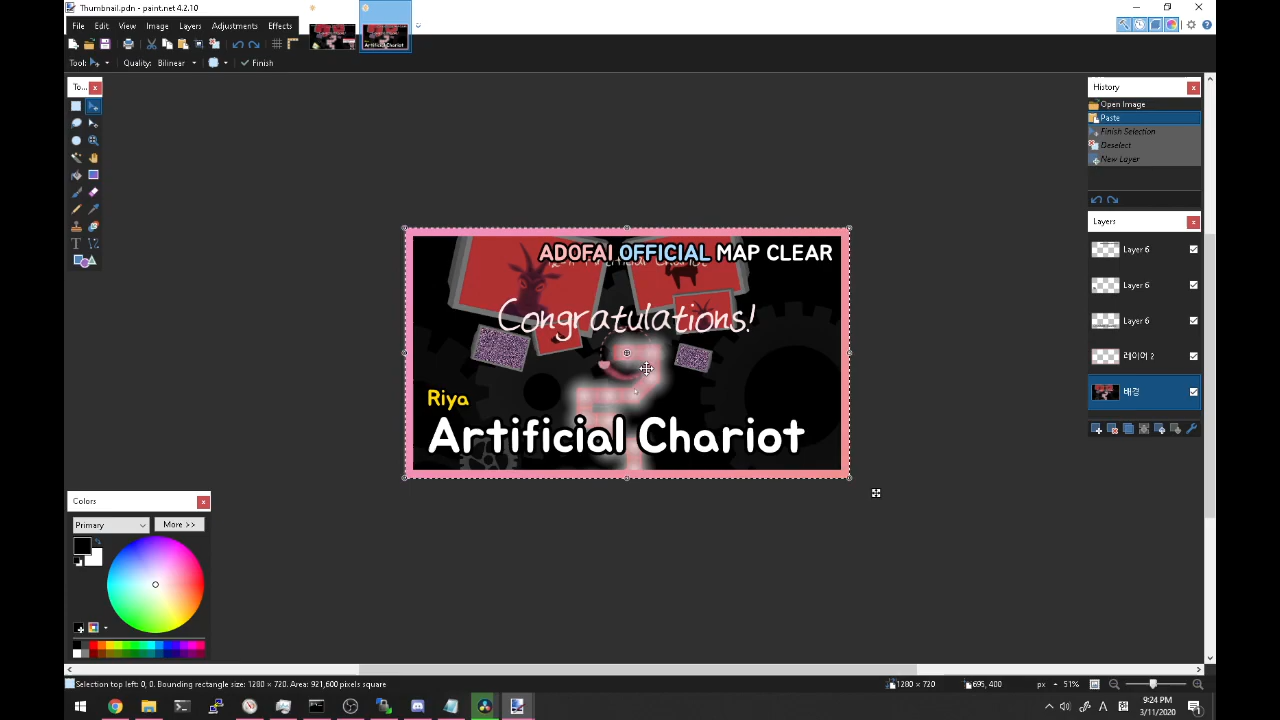 Thumbnail.pdn - paint.net 4.2.10
File Edit View Image Layers Adjustments Effects
Tool: Quality: Bilinear Finish
To...
History
Open Image
Paste
Finish Selection
Deselect
New Layer
Layers
Layer 6
Layer 6
Layer 6
레이어 2
배경
ADOFAI OFFICIAL MAP CLEAR
Congratulations!
Riya
Artificial Chariot
Colors
Primary
More >>
Selection top left: 0, 0. Bounding rectangle size: 1280 × 720. Area: 921,600 pixels square
1280 × 720
695, 400
px
51%
A
한
9:24 PM
3/11/2020